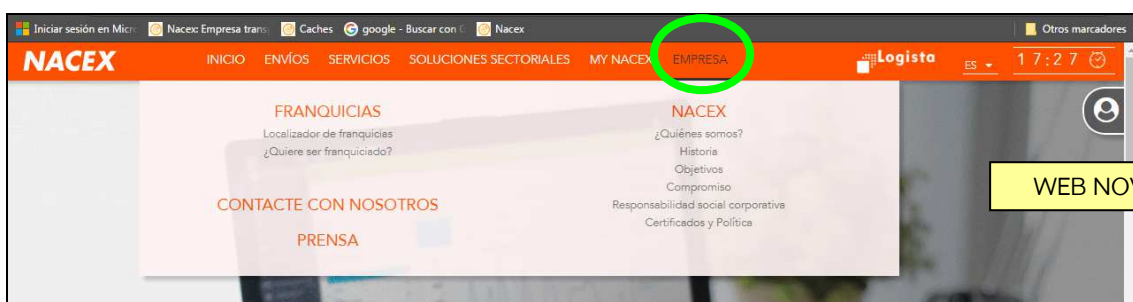 Iniciar sesión en Micro Nacex: Empresa trans Caches google - Buscar con G Nacex Otros marcadores
NACEX INICIO ENVÍOS SERVICIOS SOLUCIONES SECTORIALES MY NACEX EMPRESA Logista ES 17:27
FRANQUICIAS
Localizador de franquicias
¿Quiere ser franquiciado?
CONTACTE CON NOSOTROS
PRENSA
NACEX
¿Quiénes somos?
Historia
Objetivos
Compromiso
Responsabilidad social corporativa
Certificados y Política
WEB NOV